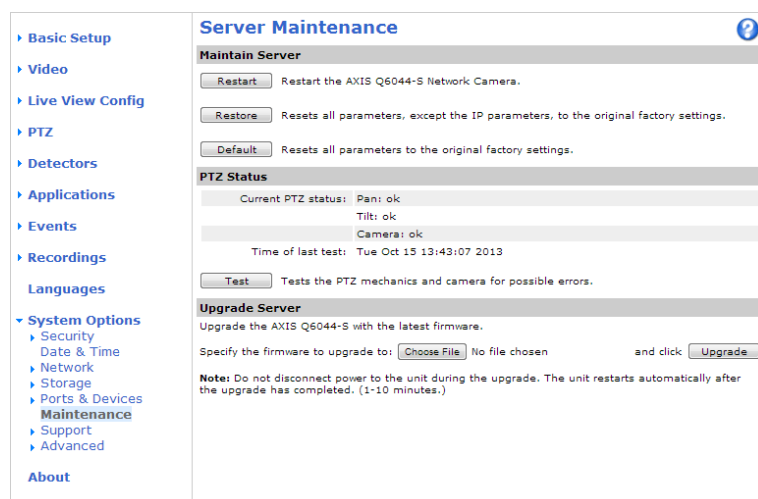 Basic Setup
Video
Live View Config
PTZ
Detectors
Applications
Events
Recordings
Languages
System Options
Security
Date & Time
Network
Storage
Ports & Devices
Maintenance
Support
Advanced
About
Server Maintenance
?
Maintain Server
Restart Restart the AXIS Q6044-S Network Camera.
Restore Resets all parameters, except the IP parameters, to the original factory settings.
Default Resets all parameters to the original factory settings.
PTZ Status
Current PTZ status: Pan: ok
Tilt: ok
Camera: ok
Time of last test: Tue Oct 15 13:43:07 2013
Test Tests the PTZ mechanics and camera for possible errors.
Upgrade Server
Upgrade the AXIS Q6044-S with the latest firmware.
Specify the firmware to upgrade to: Choose File No file chosen and click Upgrade
Note: Do not disconnect power to the unit during the upgrade. The unit restarts automatically after
the upgrade has completed. (1-10 minutes.)